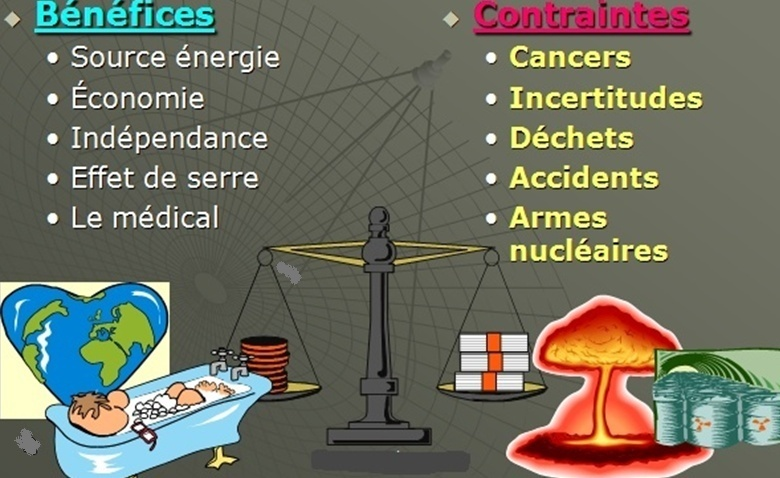 Bénéfices
Source énergie
Économie
Indépendance
Effet de serre
Le médical
Contraintes
Cancers
Incertitudes
Déchets
Accidents
Armes
nucléaires